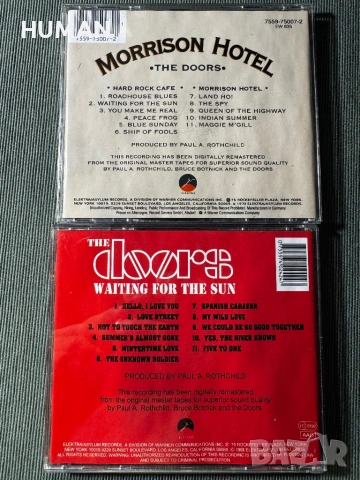 7559-75007-2
EW 835
7559-75007-2
MORRISON HOTEL
•THE DOORS•
• HARD ROCK CAFE •
1. ROADHOUSE BLUES
2. WAITING FOR THE SUN
3. YOU MAKE ME REAL
4. PEACE FROG
5. BLUE SUNDAY
6. SHIP OF FOOLS
• MORRISON HOTEL •
7. LAND HO!
8. THE SPY
9. QUEEN OF THE HIGHWAY
10. INDIAN SUMMER
11. MAGGIE M'GILL
PRODUCED BY PAUL A. ROTHCHILD
THIS RECORDING HAS BEEN DIGITALLY REMASTERED
FROM THE ORIGINAL MASTER TAPES FOR SUPERIOR SOUND QUALITY
BY PAUL A. ROTHCHILD, BRUCE BOTNICK AND THE DOORS
THE
doors
WAITING FOR THE SUN
1. HELLO, I LOVE YOU
2. LOVE STREET
3. NOT TO TOUCH THE EARTH
4. SUMMER'S ALMOST GONE
5. WINTERTIME LOVE
6. THE UNKNOWN SOLDIER
7. SPANISH CARAVAN
8. MY WILD LOVE
9. WE COULD BE SO GOOD TOGETHER
10. YES, THE RIVER KNOWS
11. FIVE TO ONE
PRODUCED BY PAUL A. ROTHCHILD
This recording has been digitally remastered
from the original master tapes for superior sound quality
by Paul A. Rothchild, Bruce Botnick and the Doors
bazar